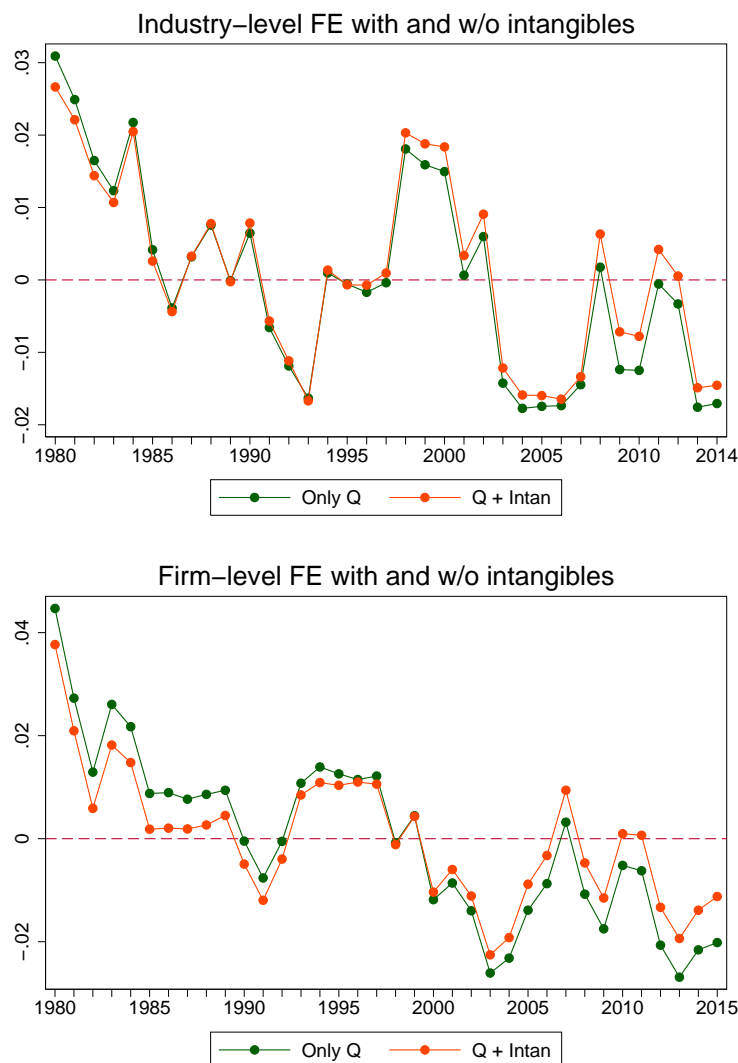 Industry−level FE with and w/o intangibles
.03
.02
.01
0
−.01
−.02
1980 1985 1990 1995 2000 2005 2010 2014
Only Q Q + Intan
Firm−level FE with and w/o intangibles
.04
.02
0
−.02
1980 1985 1990 1995 2000 2005 2010 2015
Only Q Q + Intan